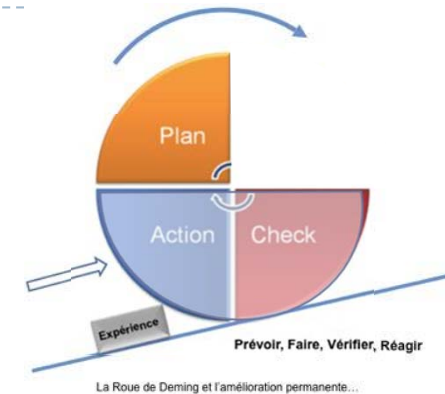 Plan
Action
Check
Expérience
Prévoir, Faire, Vérifier, Réagir
La Roue de Deming et l'amélioration permanente…